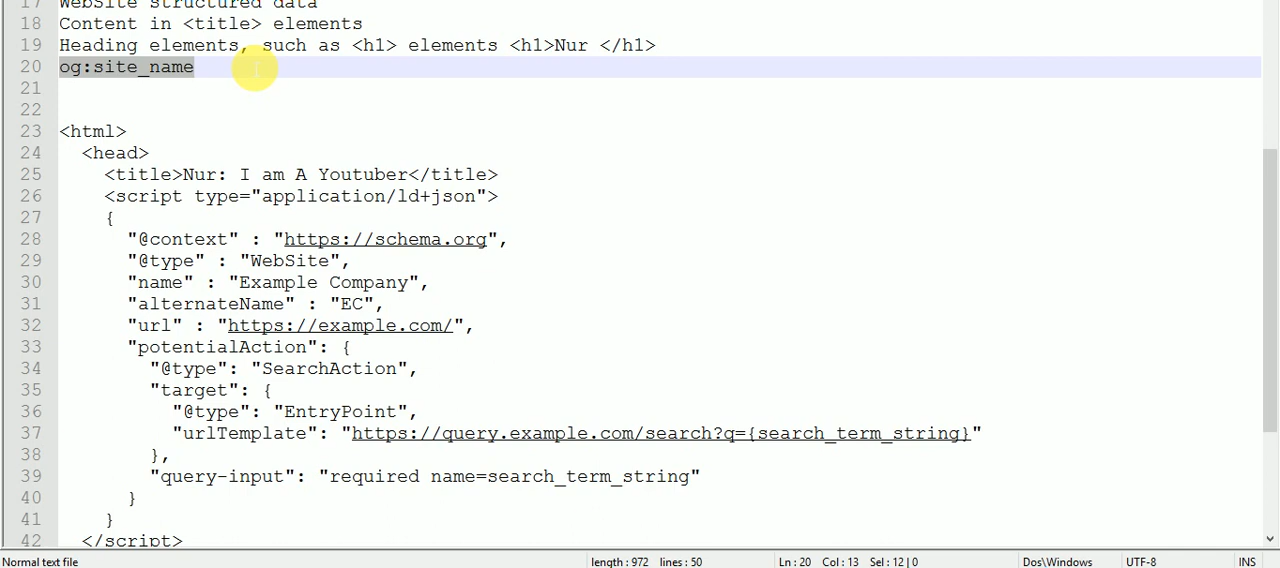 17 WebSite structured data
18 Content in <title> elements
19 Heading elements, such as <h1> elements <h1>Nur </h1>
20 og:site_name
21
22
23 <html>
24 <head>
25 <title>Nur: I am A Youtuber</title>
26 <script type="application/ld+json">
27 {
28 "@context" : "https://schema.org",
29 "@type" : "WebSite",
30 "name" : "Example Company",
31 "alternateName" : "EC",
32 "url" : "https://example.com/",
33 "potentialAction": {
34 "@type": "SearchAction",
35 "target": {
36 "@type": "EntryPoint",
37 "urlTemplate": "https://query.example.com/search?q={search_term_string}"
38 },
39 "query-input": "required name=search_term_string"
40 }
41 }
42 </script>
Normal text file length : 972 lines : 50 Ln : 20 Col : 13 Sel : 12 | 0 Dos\Windows UTF-8 INS